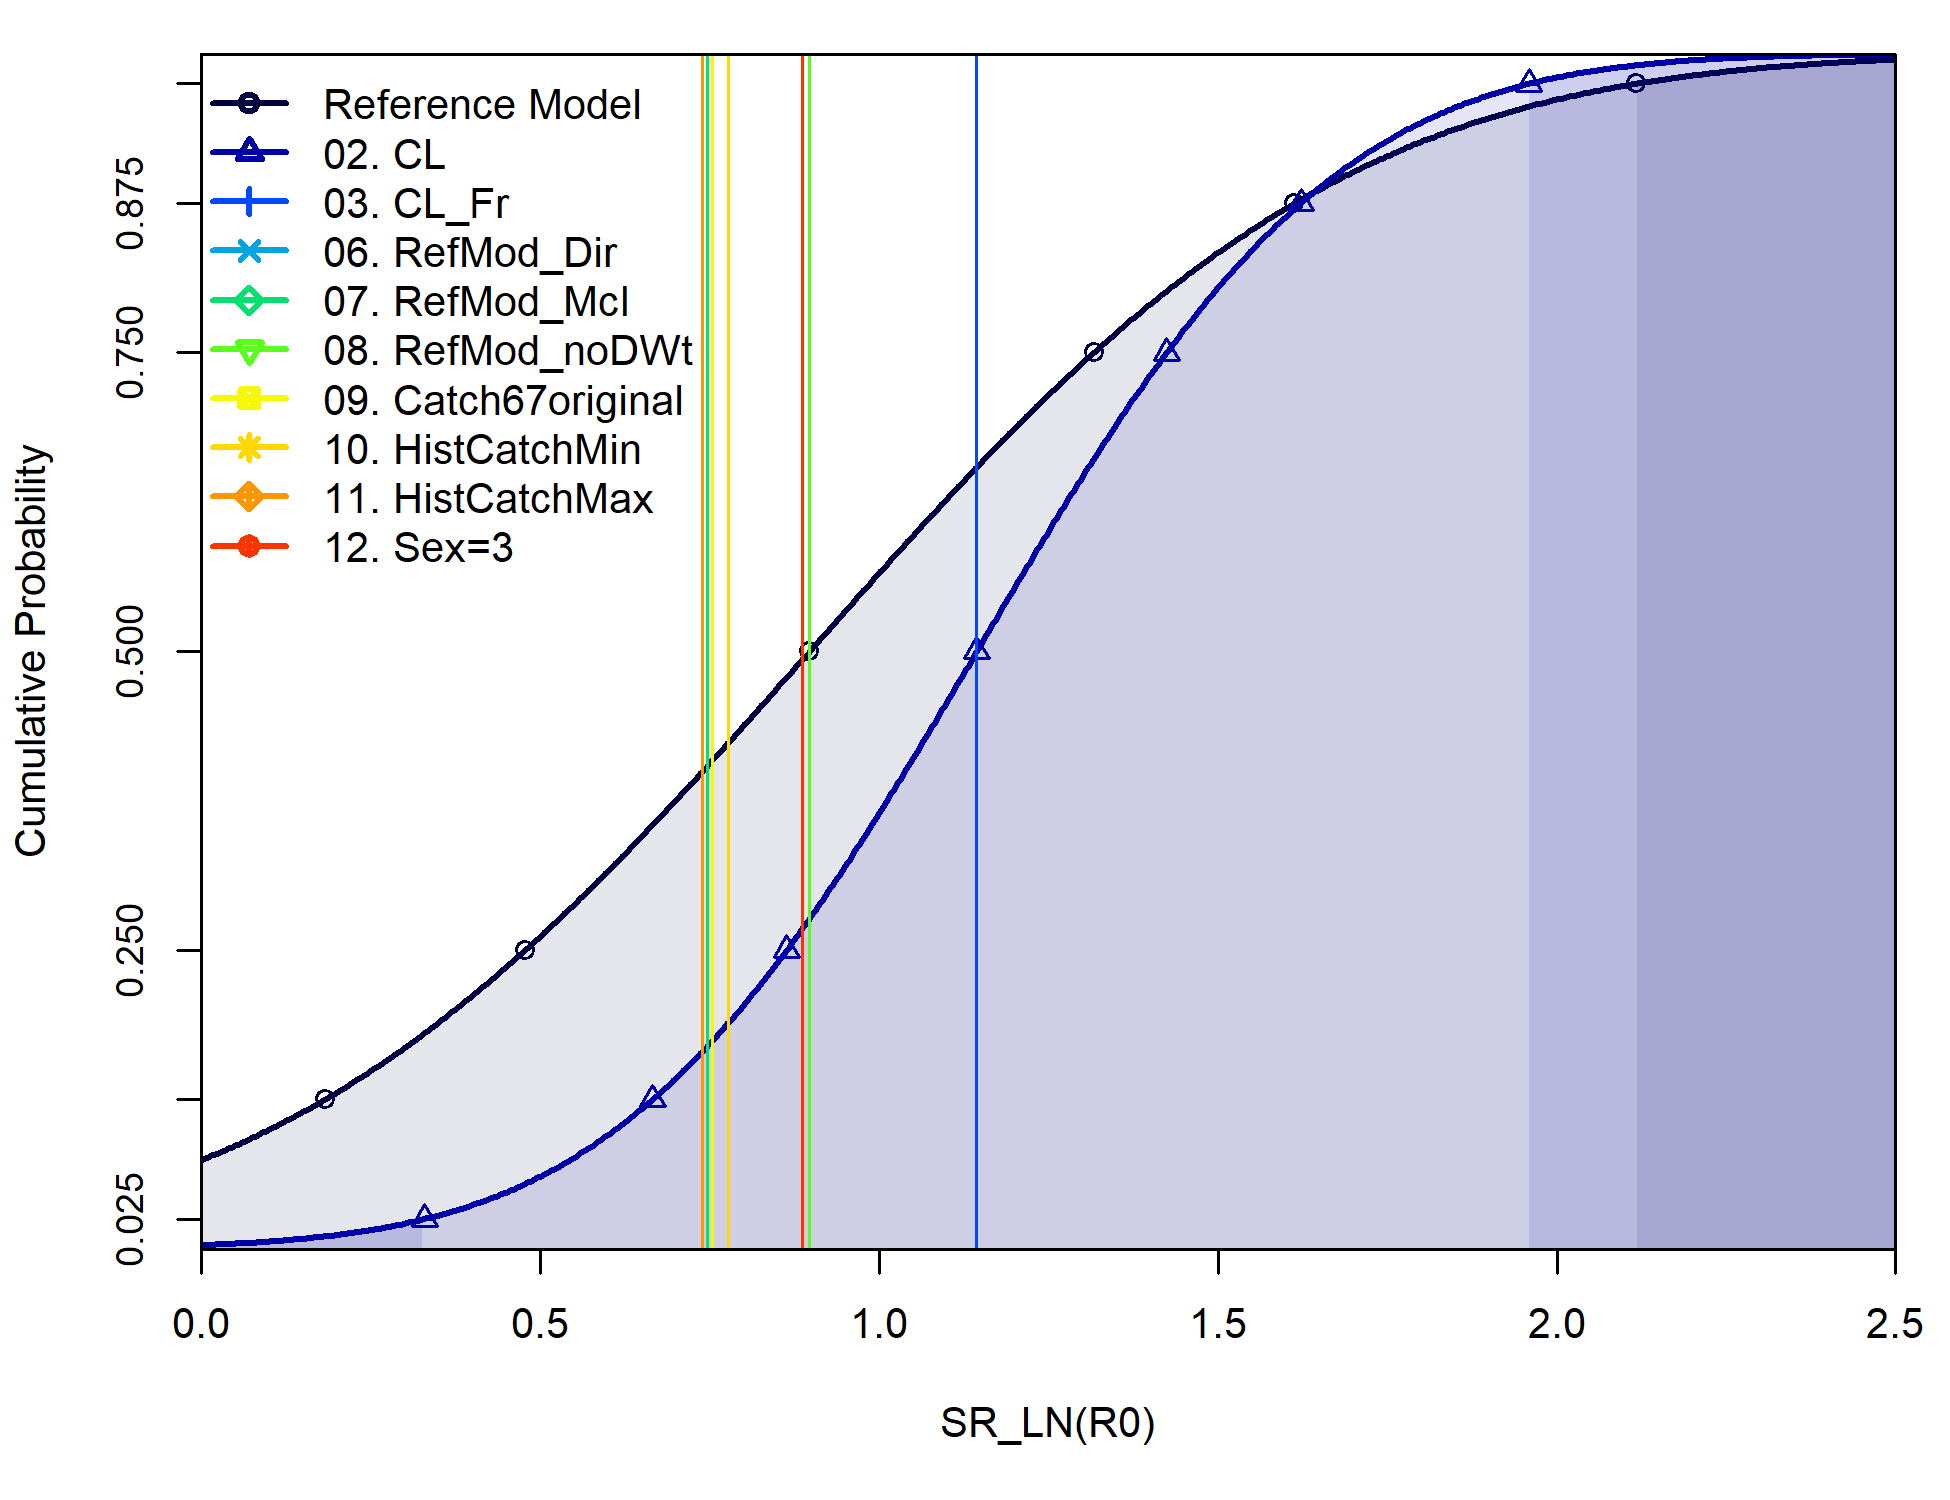 Reference Model
02. CL
03. CL_Fr
06. RefMod_Dir
07. RefMod_Mcl
08. RefMod_noDWt
09. Catch67original
10. HistCatchMin
11. HistCatchMax
12. Sex=3
Cumulative Probability
0.875
0.750
0.500
0.250
0.025
0.0 0.5 1.0 1.5 2.0 2.5
SR_LN(R0)